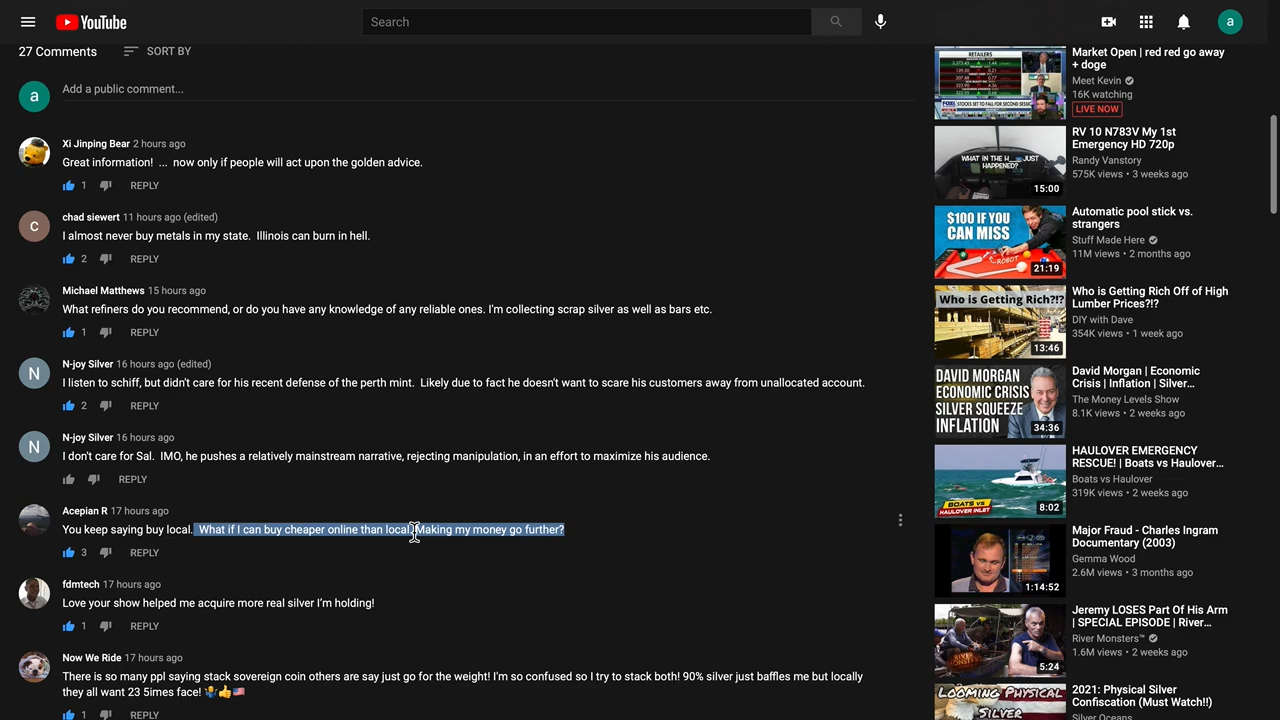 YouTube
Search
a
27 Comments
SORT BY
a
Add a public comment...
Xi Jinping Bear 2 hours ago
Great information! ... now only if people will act upon the golden advice.
1 REPLY
c
chad siewert 11 hours ago (edited)
I almost never buy metals in my state. Illinois can burn in hell.
2 REPLY
Michael Matthews 15 hours ago
What refiners do you recommend, or do you have any knowledge of any reliable ones. I'm collecting scrap silver as well as bars etc.
1 REPLY
N
N-joy Silver 16 hours ago (edited)
I listen to schiff, but didn't care for his recent defense of the perth mint. Likely due to fact he doesn't want to scare his customers away from unallocated account.
2 REPLY
N
N-joy Silver 16 hours ago
I don't care for Sal. IMO, he pushes a relatively mainstream narrative, rejecting manipulation, in an effort to maximize his audience.
REPLY
Acepian R 17 hours ago
You keep saying buy local. What if I can buy cheaper online than local. Making my money go further?
3 REPLY
fdmtech 17 hours ago
Love your show helped me acquire more real silver I'm holding!
1 REPLY
Now We Ride 17 hours ago
There is so many ppl saying stack sovereign coin others say just go for the weight! I'm so confused so I try to stack both! 90% silver just baffles me but locally
they all want 23 5imes face! 🤷‍♂️👍🇺🇸
1 REPLY
RETAILERS
STOCKS SET TO FALL FOR SECOND
Market Open | red red go away
+ doge
Meet Kevin
16K watching
LIVE NOW
WHAT IN THE H__ JUST
HAPPENED?
15:00
RV 10 N783V My 1st
Emergency HD 720p
Randy Vanstory
575K views • 3 weeks ago
$100 IF YOU
CAN MISS
ROBOT
21:19
Automatic pool stick vs.
strangers
Stuff Made Here
11M views • 2 months ago
Who is Getting Rich?!?
13:46
Who is Getting Rich Off of High
Lumber Prices?!?
DIY with Dave
354K views • 1 week ago
DAVID MORGAN
ECONOMIC CRISIS
SILVER SQUEEZE
INFLATION
34:36
David Morgan | Economic
Crisis | Inflation | Silver...
The Money Levels Show
8.1K views • 2 weeks ago
BOATS VS
HAULOVER INLET
8:02
HAULOVER EMERGENCY
RESCUE! | Boats vs Haulover...
Boats vs Haulover
319K views • 2 weeks ago
1:14:52
Major Fraud - Charles Ingram
Documentary (2003)
Gemma Wood
2.6M views • 3 months ago
5:24
Jeremy LOSES Part Of His Arm
| SPECIAL EPISODE | River...
River Monsters™
1.6M views • 2 weeks ago
LOOMING PHYSICAL
SILVER
2021: Physical Silver
Confiscation (Must Watch!!)